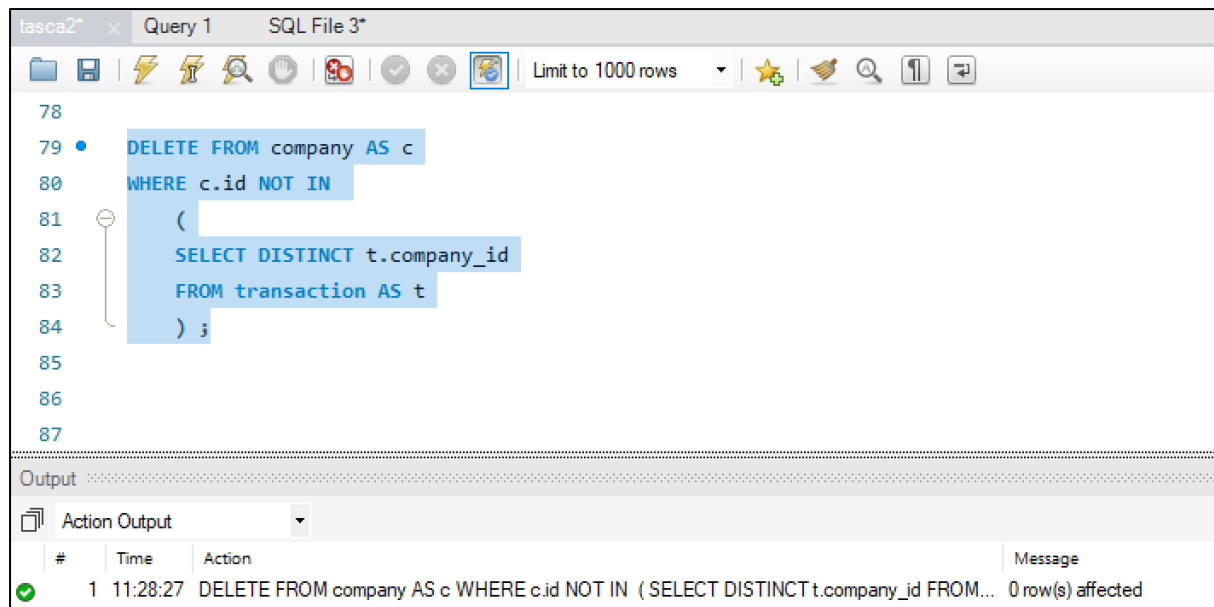 tasca2* × Query 1 SQL File 3*
Limit to 1000 rows
78
79 DELETE FROM company AS c
80 WHERE c.id NOT IN
81 (
82 SELECT DISTINCT t.company_id
83 FROM transaction AS t
84 ) ;
85
86
87
Output
Action Output
# Time Action Message
1 11:28:27 DELETE FROM company AS c WHERE c.id NOT IN ( SELECT DISTINCT t.company_id FROM... 0 row(s) affected